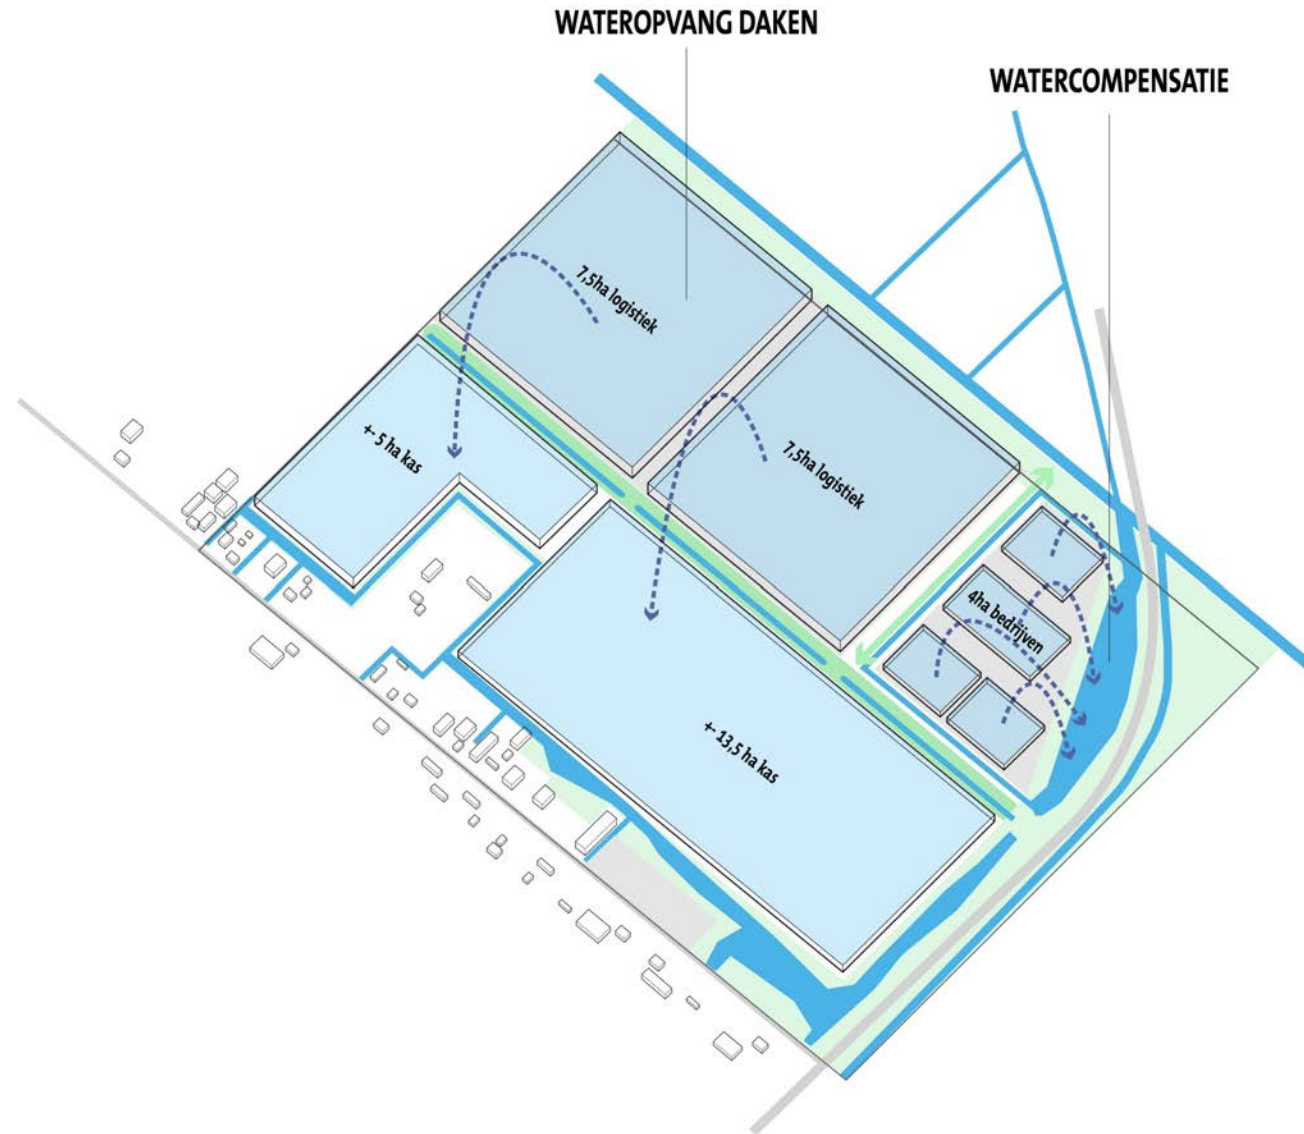 WATEROPVANG DAKEN
WATERCOMPENSATIE
7,5ha logistiek
7,5ha logistiek
+- 5 ha kas
4ha bedrijven
+- 13,5 ha kas